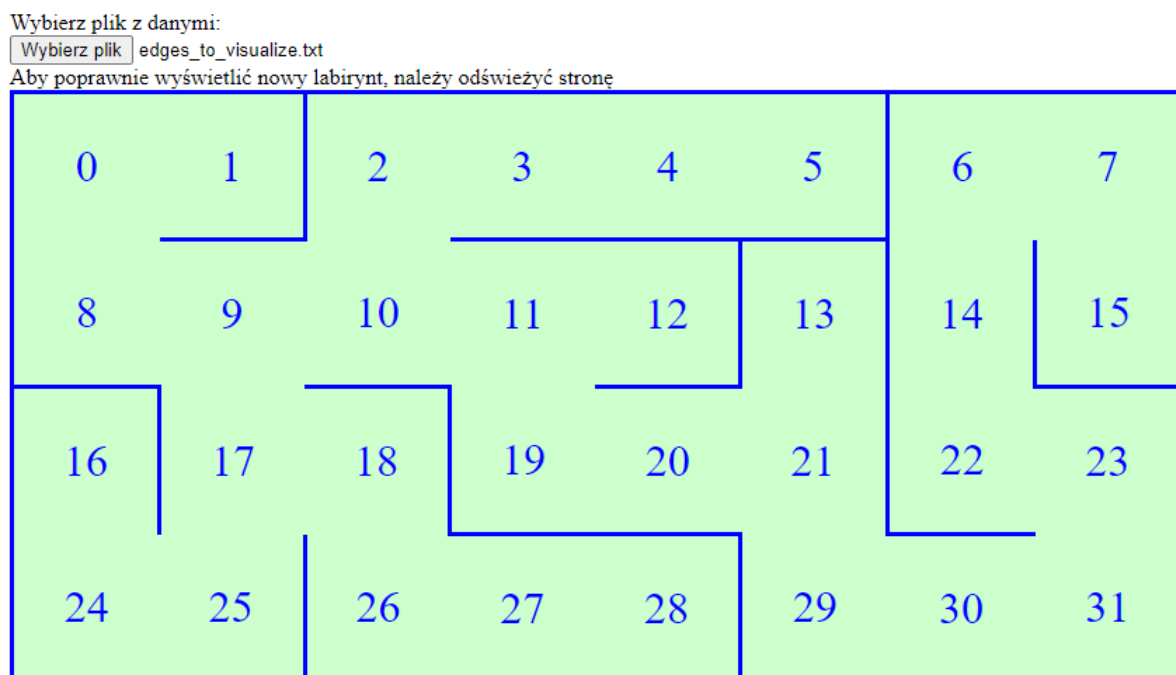 Wybierz plik z danymi:
Wybierz plik edges_to_visualize.txt
Aby poprawnie wyświetlić nowy labirynt, należy odświeżyć stronę
0 1 2 3 4 5 6 7
8 9 10 11 12 13 14 15
16 17 18 19 20 21 22 23
24 25 26 27 28 29 30 31